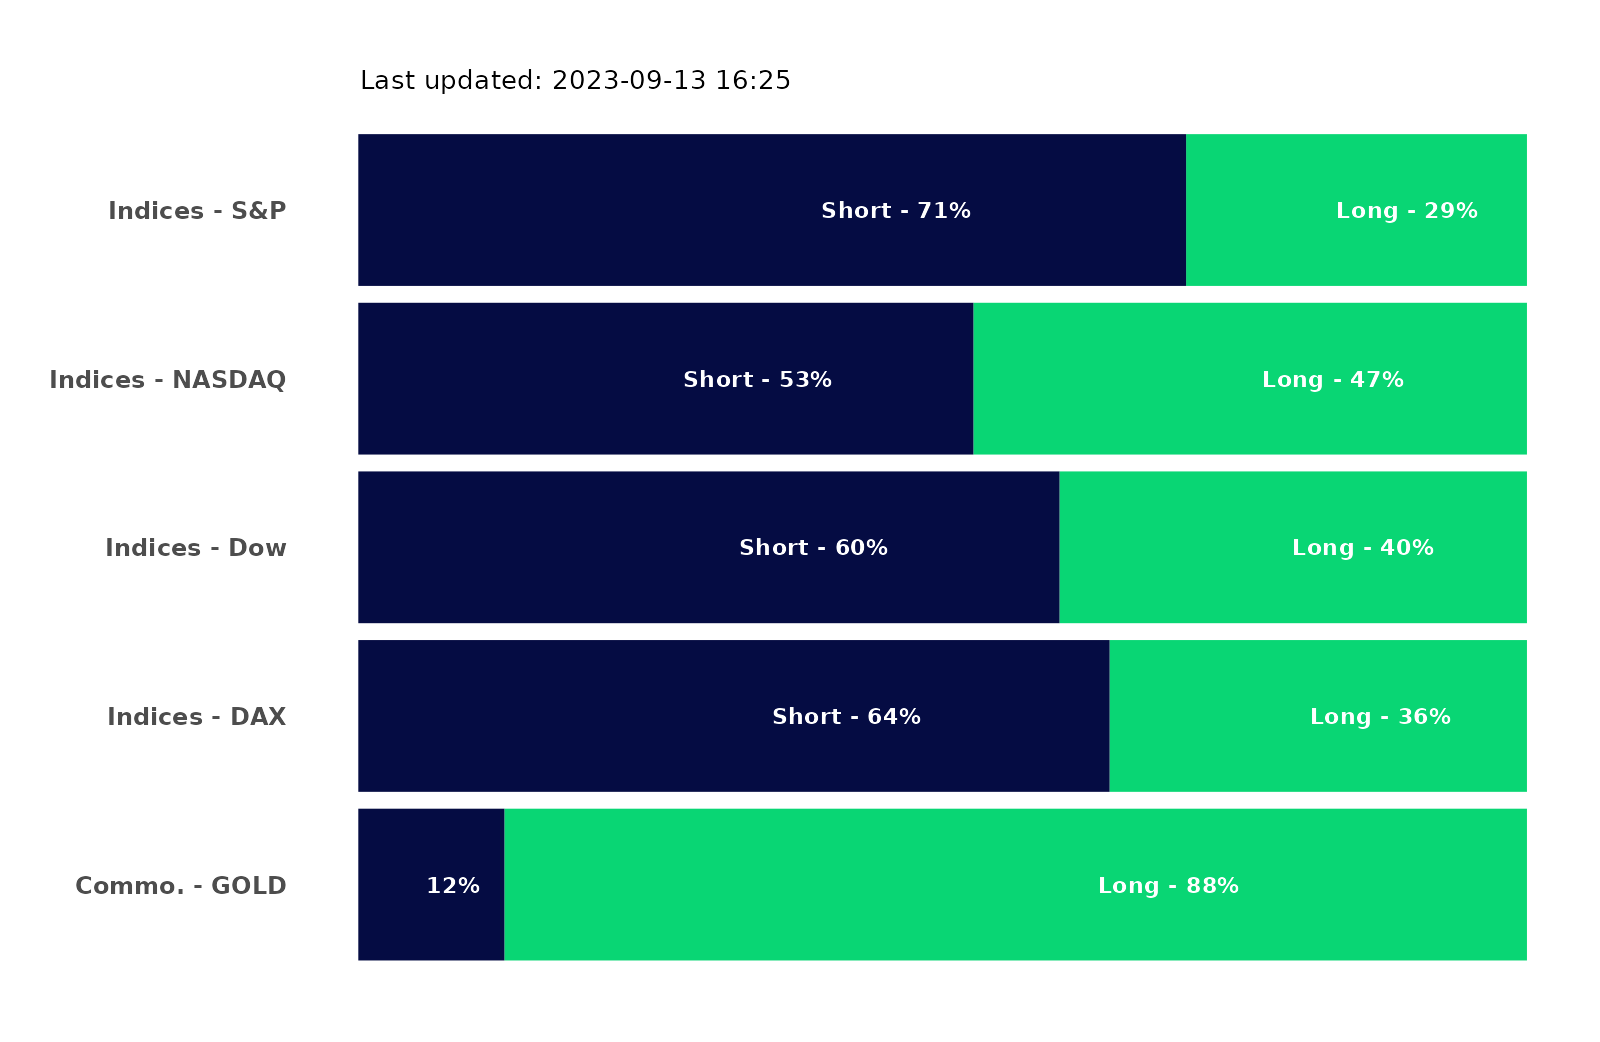 Last updated: 2023-09-13 16:25
Indices - S&P Short - 71% Long - 29%
Indices - NASDAQ Short - 53% Long - 47%
Indices - Dow Short - 60% Long - 40%
Indices - DAX Short - 64% Long - 36%
Commo. - GOLD 12% Long - 88%